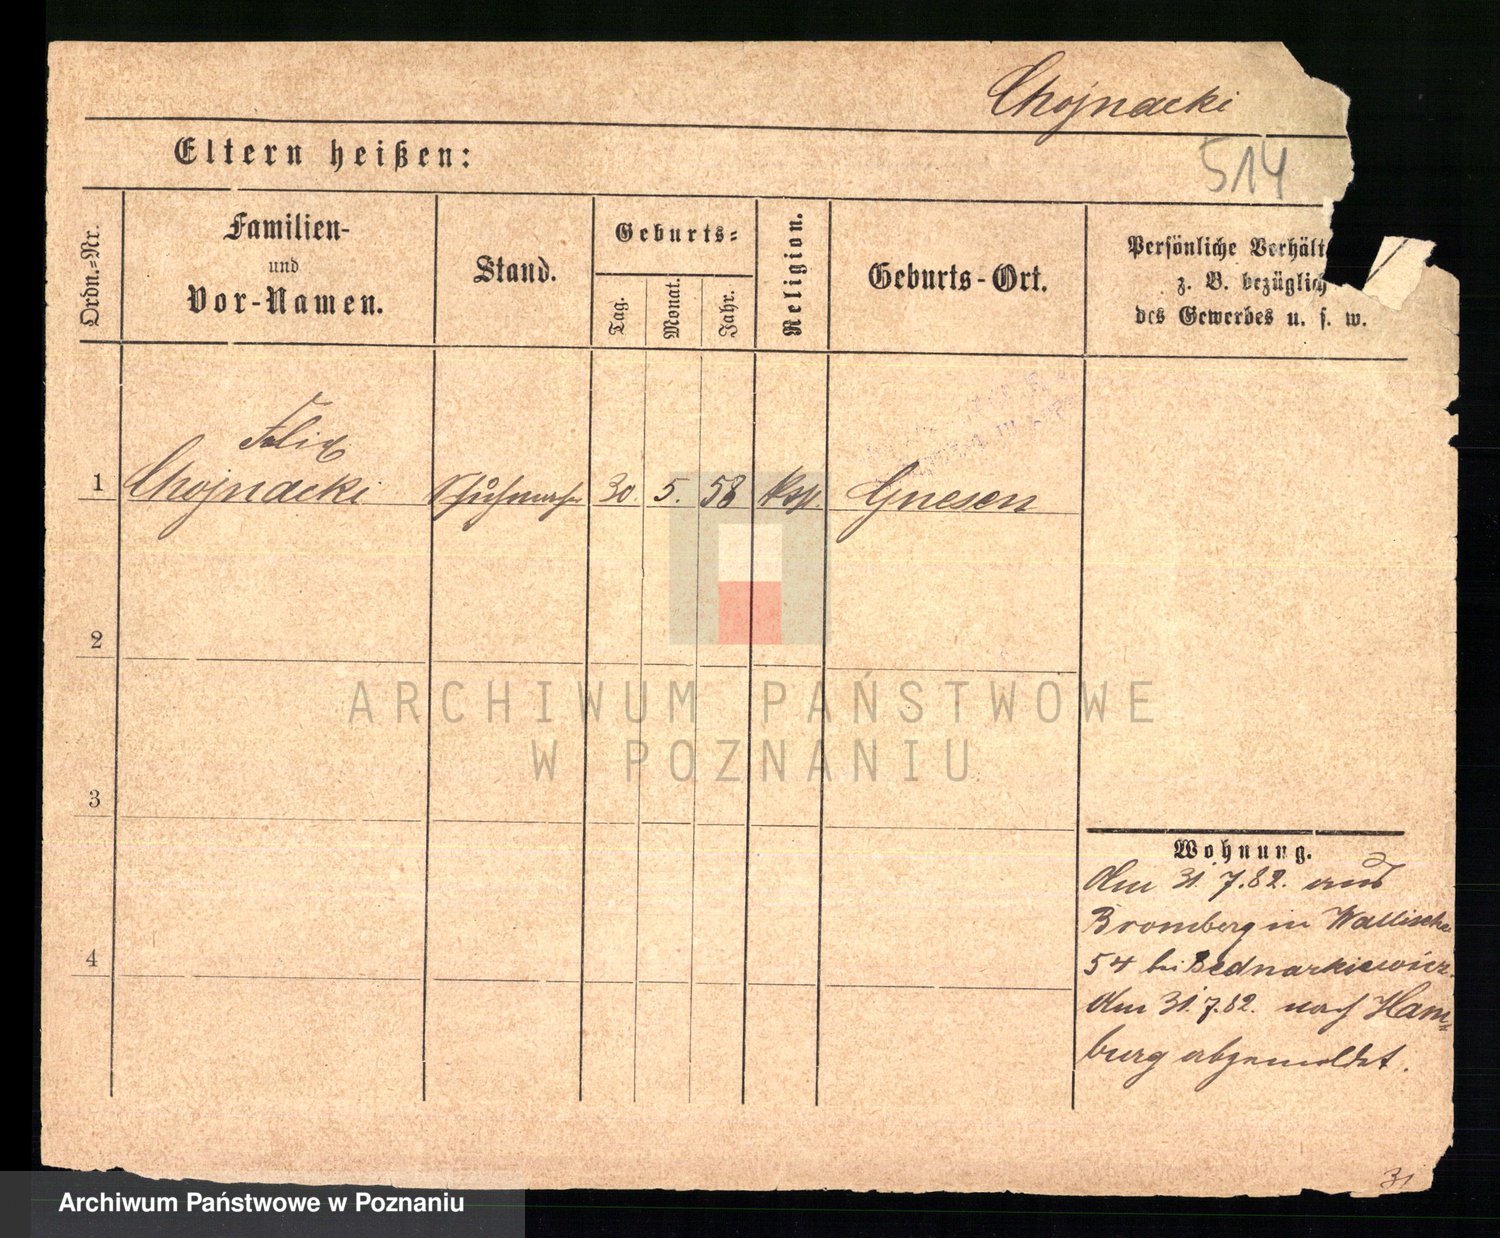 Chojnacki
514
Eltern heißen:
Ordn.-Nr.
Familien-
und
Vor-Namen.
Stand.
Geburts-
Tag.
Monat.
Jahr.
Religion.
Geburts-Ort.
Persönliche Verhält
z. B. bezüglich
des Gewerbes u. s. w.
Felix
1 Chojnacki Schuhmacher 30. 5. 58 Gnesen
2
3
4
Wohnung.
Am 31.7.82. aus
Bromberg in Wallische
54 bei Bednarkiewicz.
Am 31.7.82. nach Ham-
burg abgemeldet.
31
ARCHIWUM PAŃSTWOWE
W POZNANIU
Archiwum Państwowe w Poznaniu